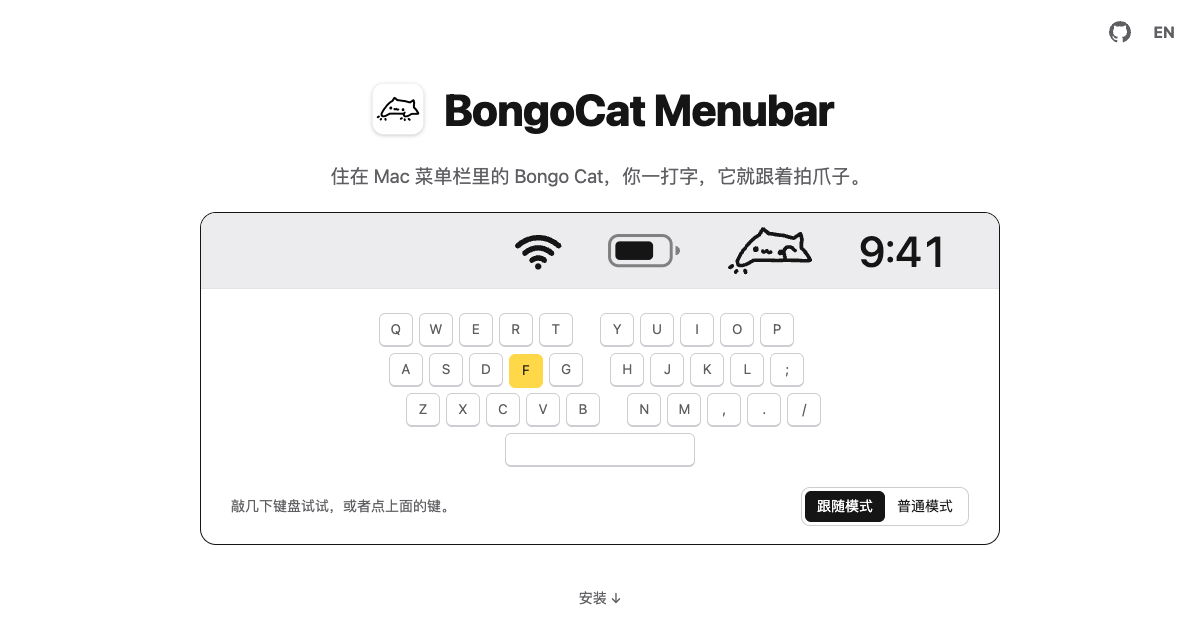 EN
BongoCat Menubar
住在 Mac 菜单栏里的 Bongo Cat，你一打字，它就跟着拍爪子。
9:41
Q W E R T Y U I O P
A S D F G H J K L ;
Z X C V B N M , . /
敲几下键盘试试，或者点上面的键。
跟随模式 普通模式
安装 ↓